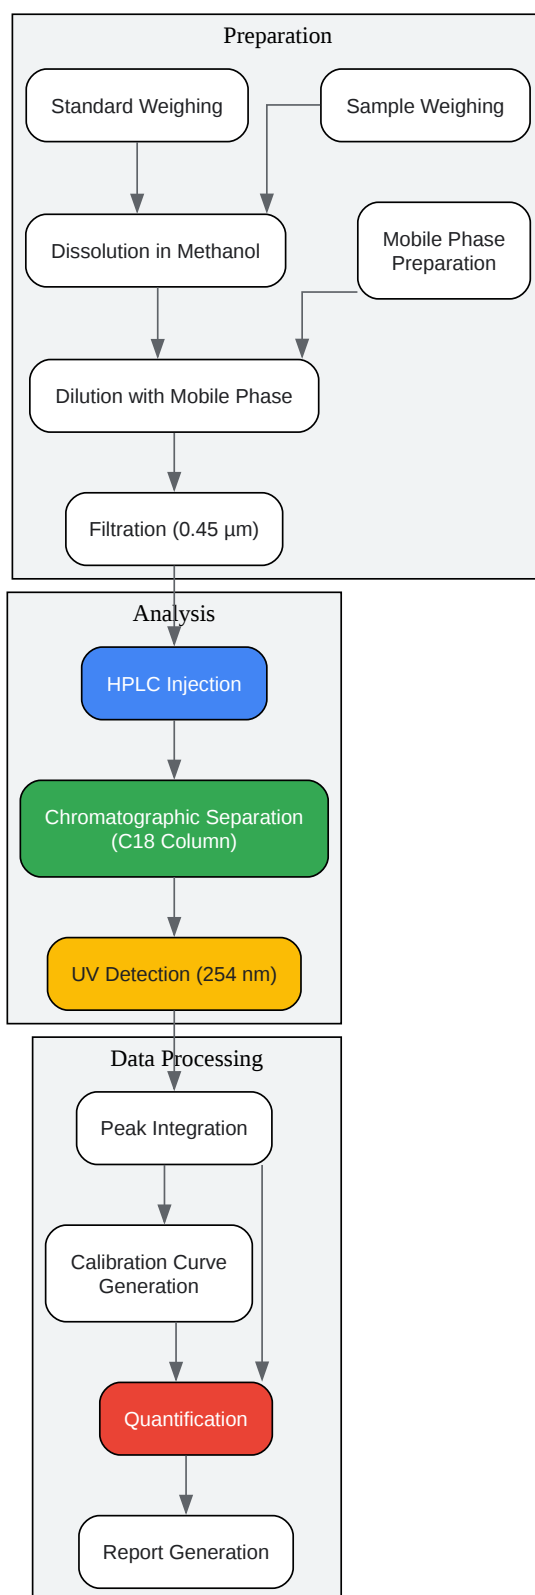 Preparation
Standard Weighing
Sample Weighing
Dissolution in Methanol
Mobile Phase
Preparation
Dilution with Mobile Phase
Filtration (0.45 µm)
Analysis
HPLC Injection
Chromatographic Separation
(C18 Column)
UV Detection (254 nm)
Data Processing
Peak Integration
Calibration Curve
Generation
Quantification
Report Generation